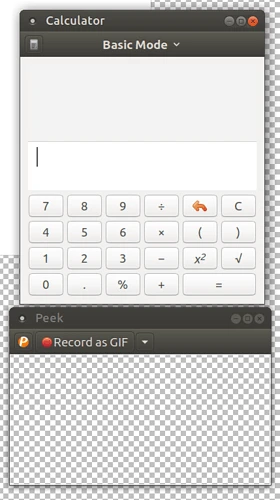 Calculator
Basic Mode
7 8 9 ÷ C
4 5 6 × ( )
1 2 3 − x² √
0 . % + =
Peek
Record as GIF